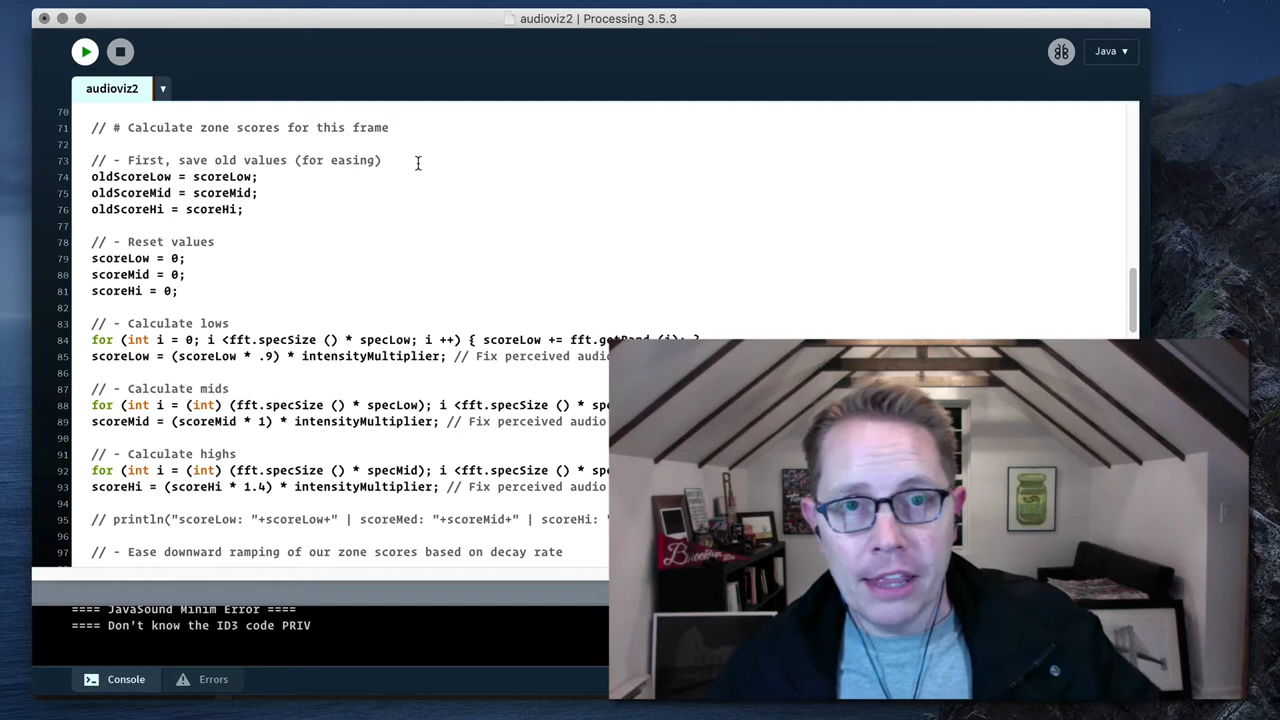 audioviz2 | Processing 3.5.3
Java ▾
audioviz2 ▾
70
71 // # Calculate zone scores for this frame
72
73 // - First, save old values (for easing)
74 oldScoreLow = scoreLow;
75 oldScoreMid = scoreMid;
76 oldScoreHi = scoreHi;
77
78 // - Reset values
79 scoreLow = 0;
80 scoreMid = 0;
81 scoreHi = 0;
82
83 // - Calculate lows
84 for (int i = 0; i <fft.specSize () * specLow; i ++) { scoreLow += fft.getBand (i); }
85 scoreLow = (scoreLow * .9) * intensityMultiplier; // Fix perceived audio
86
87 // - Calculate mids
88 for (int i = (int) (fft.specSize () * specLow); i <fft.specSize () * spe
89 scoreMid = (scoreMid * 1) * intensityMultiplier; // Fix perceived audio
90
91 // - Calculate highs
92 for (int i = (int) (fft.specSize () * specMid); i <fft.specSize () * spe
93 scoreHi = (scoreHi * 1.4) * intensityMultiplier; // Fix perceived audio
94
95 // println("scoreLow: "+scoreLow+" | scoreMed: "+scoreMid+" | scoreHi: "
96
97 // - Ease downward ramping of our zone scores based on decay rate
==== JavaSound Minim Error ====
==== Don't know the ID3 code PRIV
Console
Errors
Brooklyn